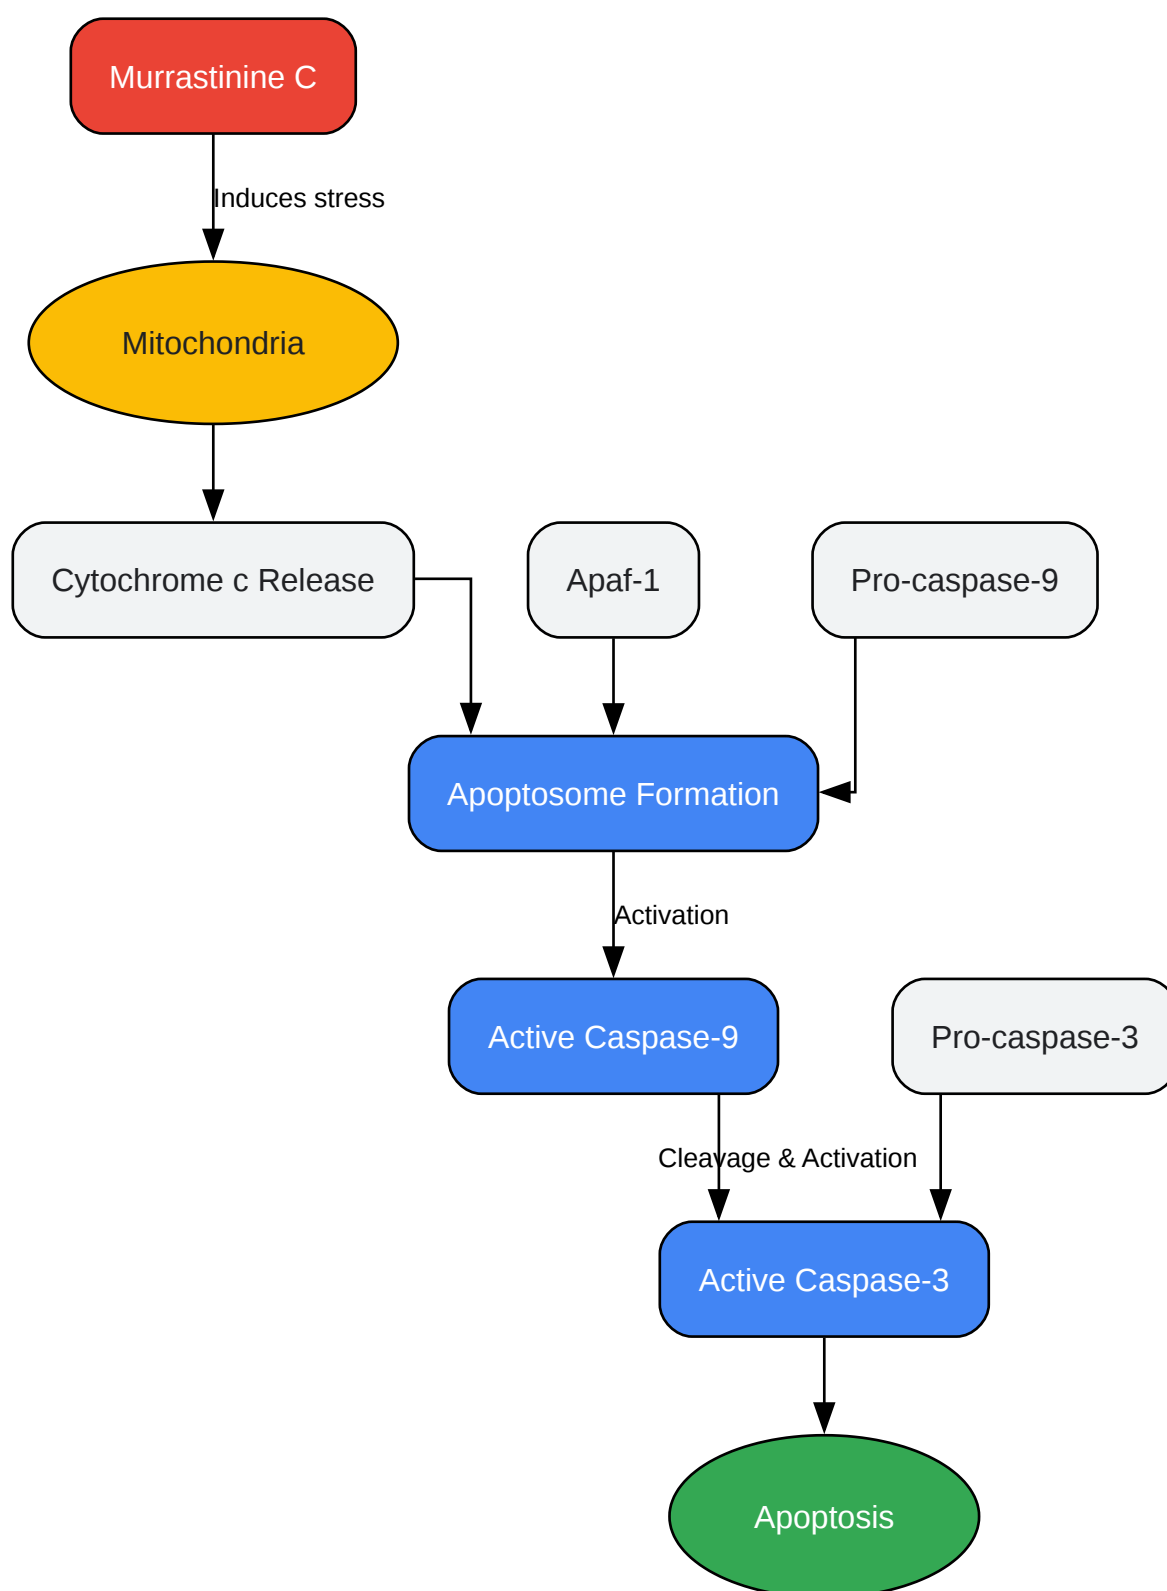 Murrastinine C
Induces stress
Mitochondria
Cytochrome c Release
Apaf-1
Pro-caspase-9
Apoptosome Formation
Activation
Active Caspase-9
Pro-caspase-3
Cleavage & Activation
Active Caspase-3
Apoptosis